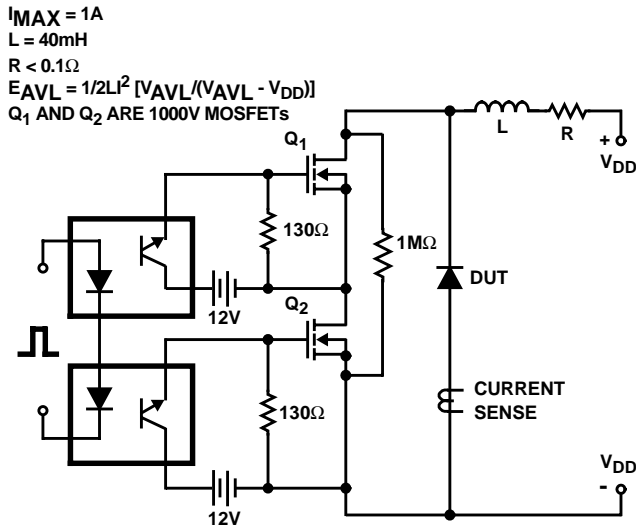 IMAX = 1A
L = 40mH
R < 0.1Ω
EAVL = 1/2LI² [VAVL/(VAVL - VDD)]
Q1 AND Q2 ARE 1000V MOSFETs
Q1
L
R
+
VDD
130Ω
1MΩ
DUT
12V
Q2
CURRENT
SENSE
130Ω
VDD
-
12V